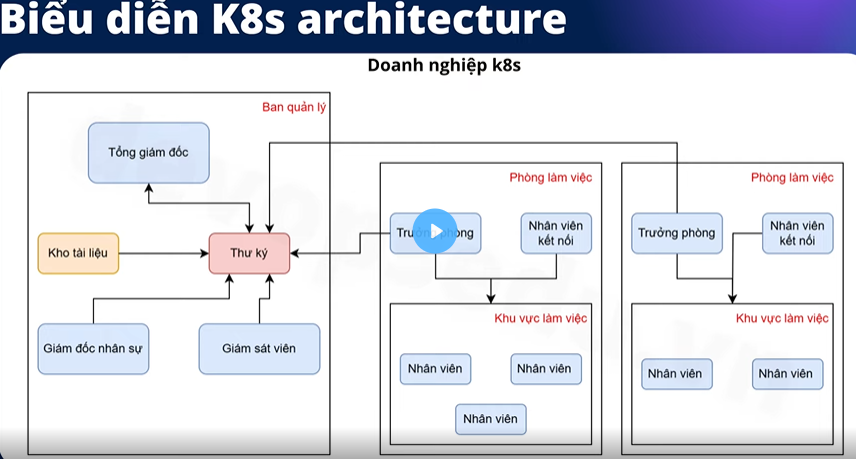 Biểu diễn K8s architecture
Doanh nghiệp k8s
Ban quản lý
Tổng giám đốc
Kho tài liệu
Thư ký
Giám đốc nhân sự
Giám sát viên
Phòng làm việc
Nhân viên
kết nối
Khu vực làm việc
Nhân viên
Nhân viên
Nhân viên
Phòng làm việc
Trưởng phòng
Nhân viên
kết nối
Khu vực làm việc
Nhân viên
Nhân viên